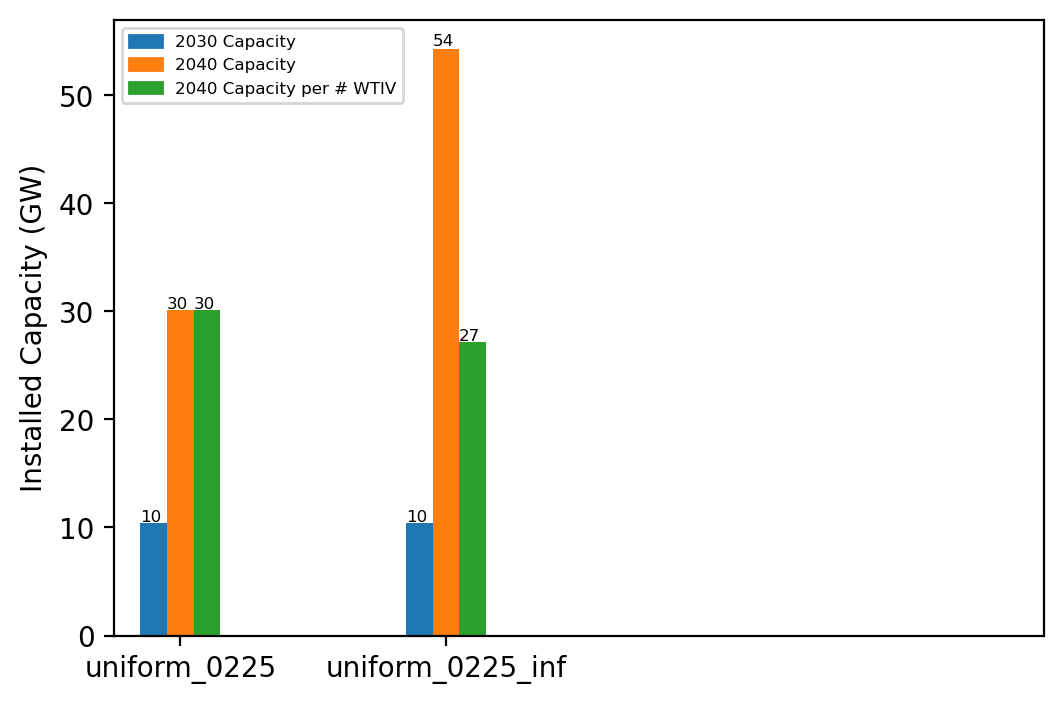 2030 Capacity
2040 Capacity
2040 Capacity per # WTIV
Installed Capacity (GW)
50
40
30
20
10
0
10
30
30
10
54
27
uniform_0225
uniform_0225_inf